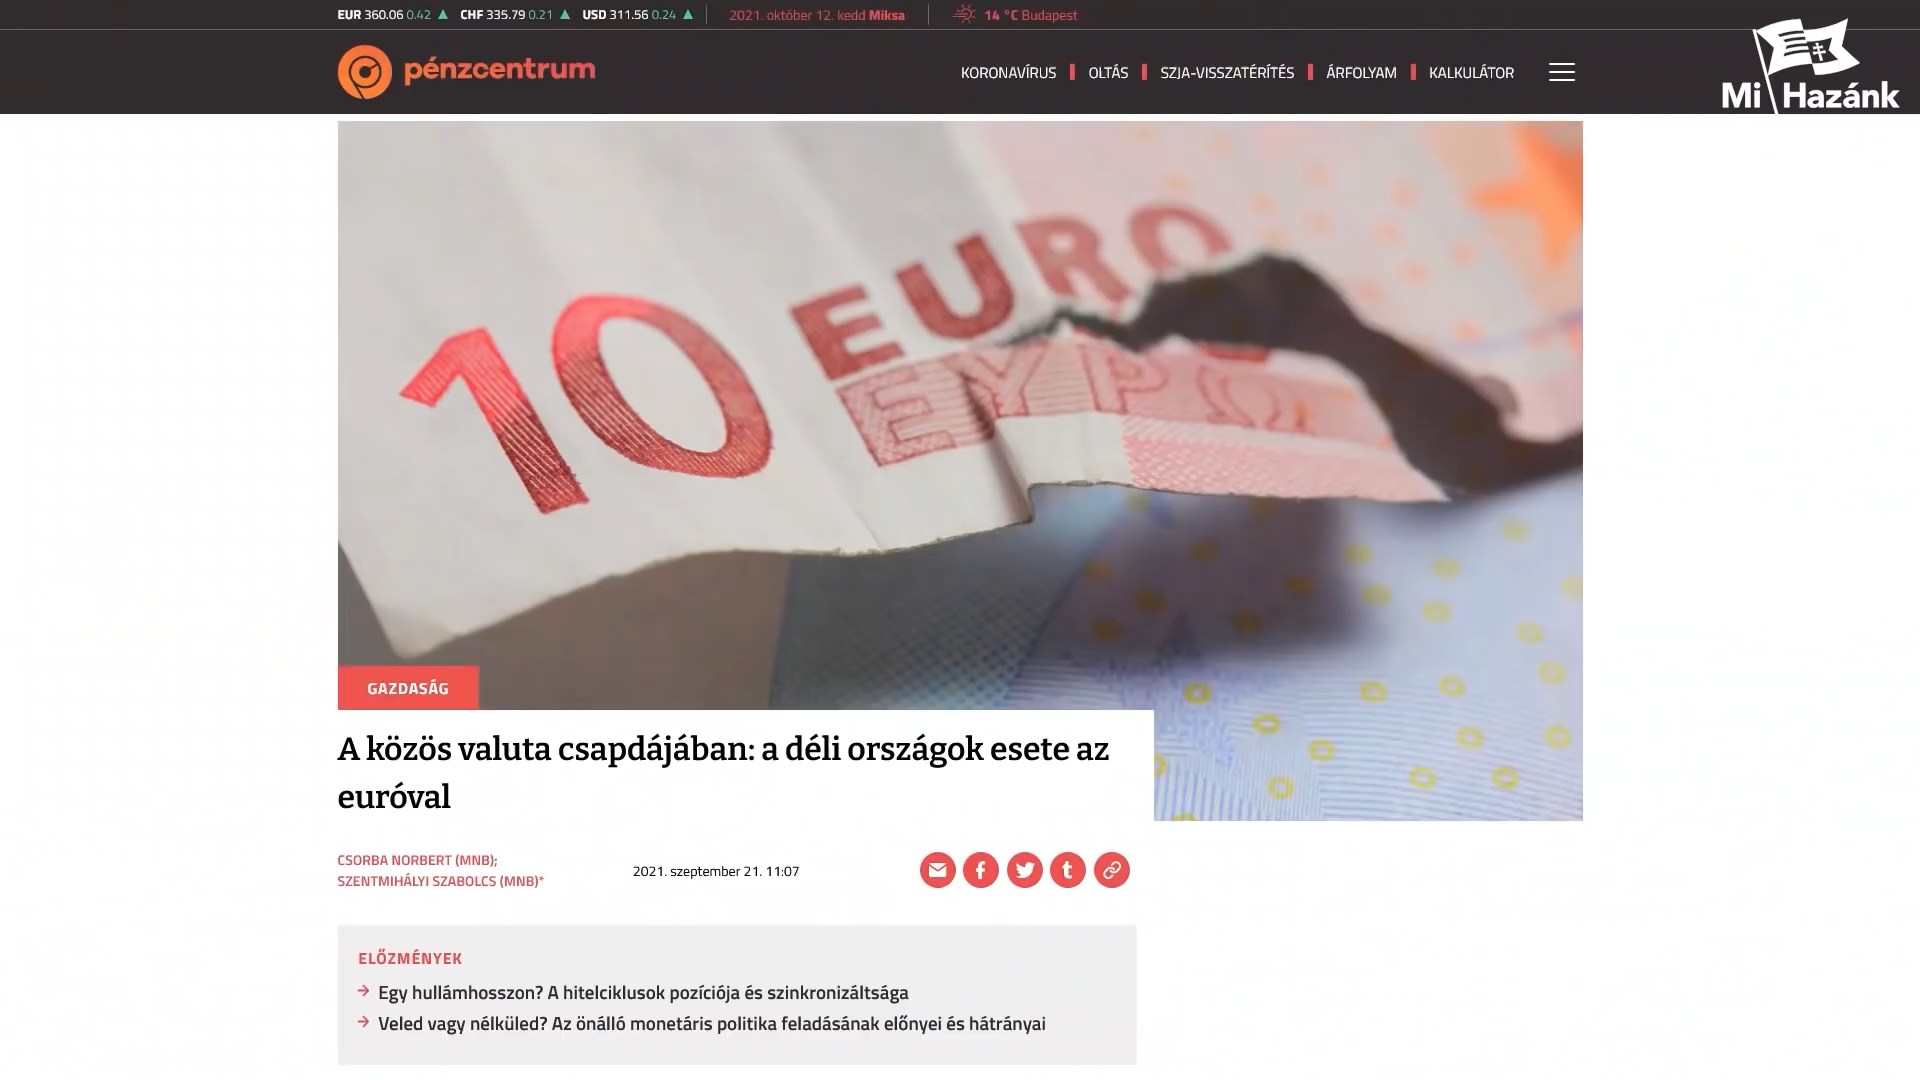 EUR 360.06 0.42 CHF 335.79 0.21 USD 311.56 0.24 2021. október 12. kedd Miksa 14 °C Budapest
pénzcentrum
KORONAVÍRUS OLTÁS SZJA-VISSZATÉRÍTÉS ÁRFOLYAM KALKULÁTOR
Mi Hazánk
10 EURO
ΕΥΡΩ
GAZDASÁG
A közös valuta csapdájában: a déli országok esete az
euróval
CSORBA NORBERT (MNB);
SZENTMIHÁLYI SZABOLCS (MNB)*
2021. szeptember 21. 11:07
ELŐZMÉNYEK
Egy hullámhosszon? A hitelciklusok pozíciója és szinkronizáltsága
Veled vagy nélküled? Az önálló monetáris politika feladásának előnyei és hátrányai